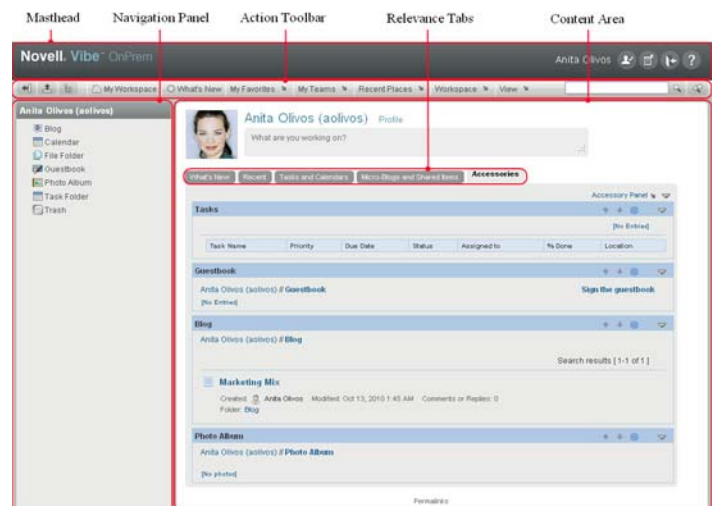 Masthead Navigation Panel Action Toolbar Relevance Tabs Content Area
Novell. Vibe OnPrem
Anita Olivos
My Workspace What's New My Favorites My Teams Recent Places Workspace View
Anita Olivos (aolivos)
Blog
Calendar
File Folder
Guestbook
Photo Album
Task Folder
Trash
Anita Olivos (aolivos) Profile
What are you working on?
What's New Recent Tasks and Calendars Micro-Blogs and Shared Items Accessories
Accessory Panel
Tasks
[No Entries]
Task Name Priority Due Date Status Assigned to % Done Location
Guestbook
Anita Olivos (aolivos) // Guestbook Sign the guestbook
[No Entries]
Blog
Anita Olivos (aolivos) // Blog
Search results [1-1 of 1]
Marketing Mix
Created: Anita Olivos Modified: Oct 13, 2010 1:45 AM Comments or Replies: 0
Folder: Blog
Photo Album
Anita Olivos (aolivos) // Photo Album
[No photos]
Permalinks